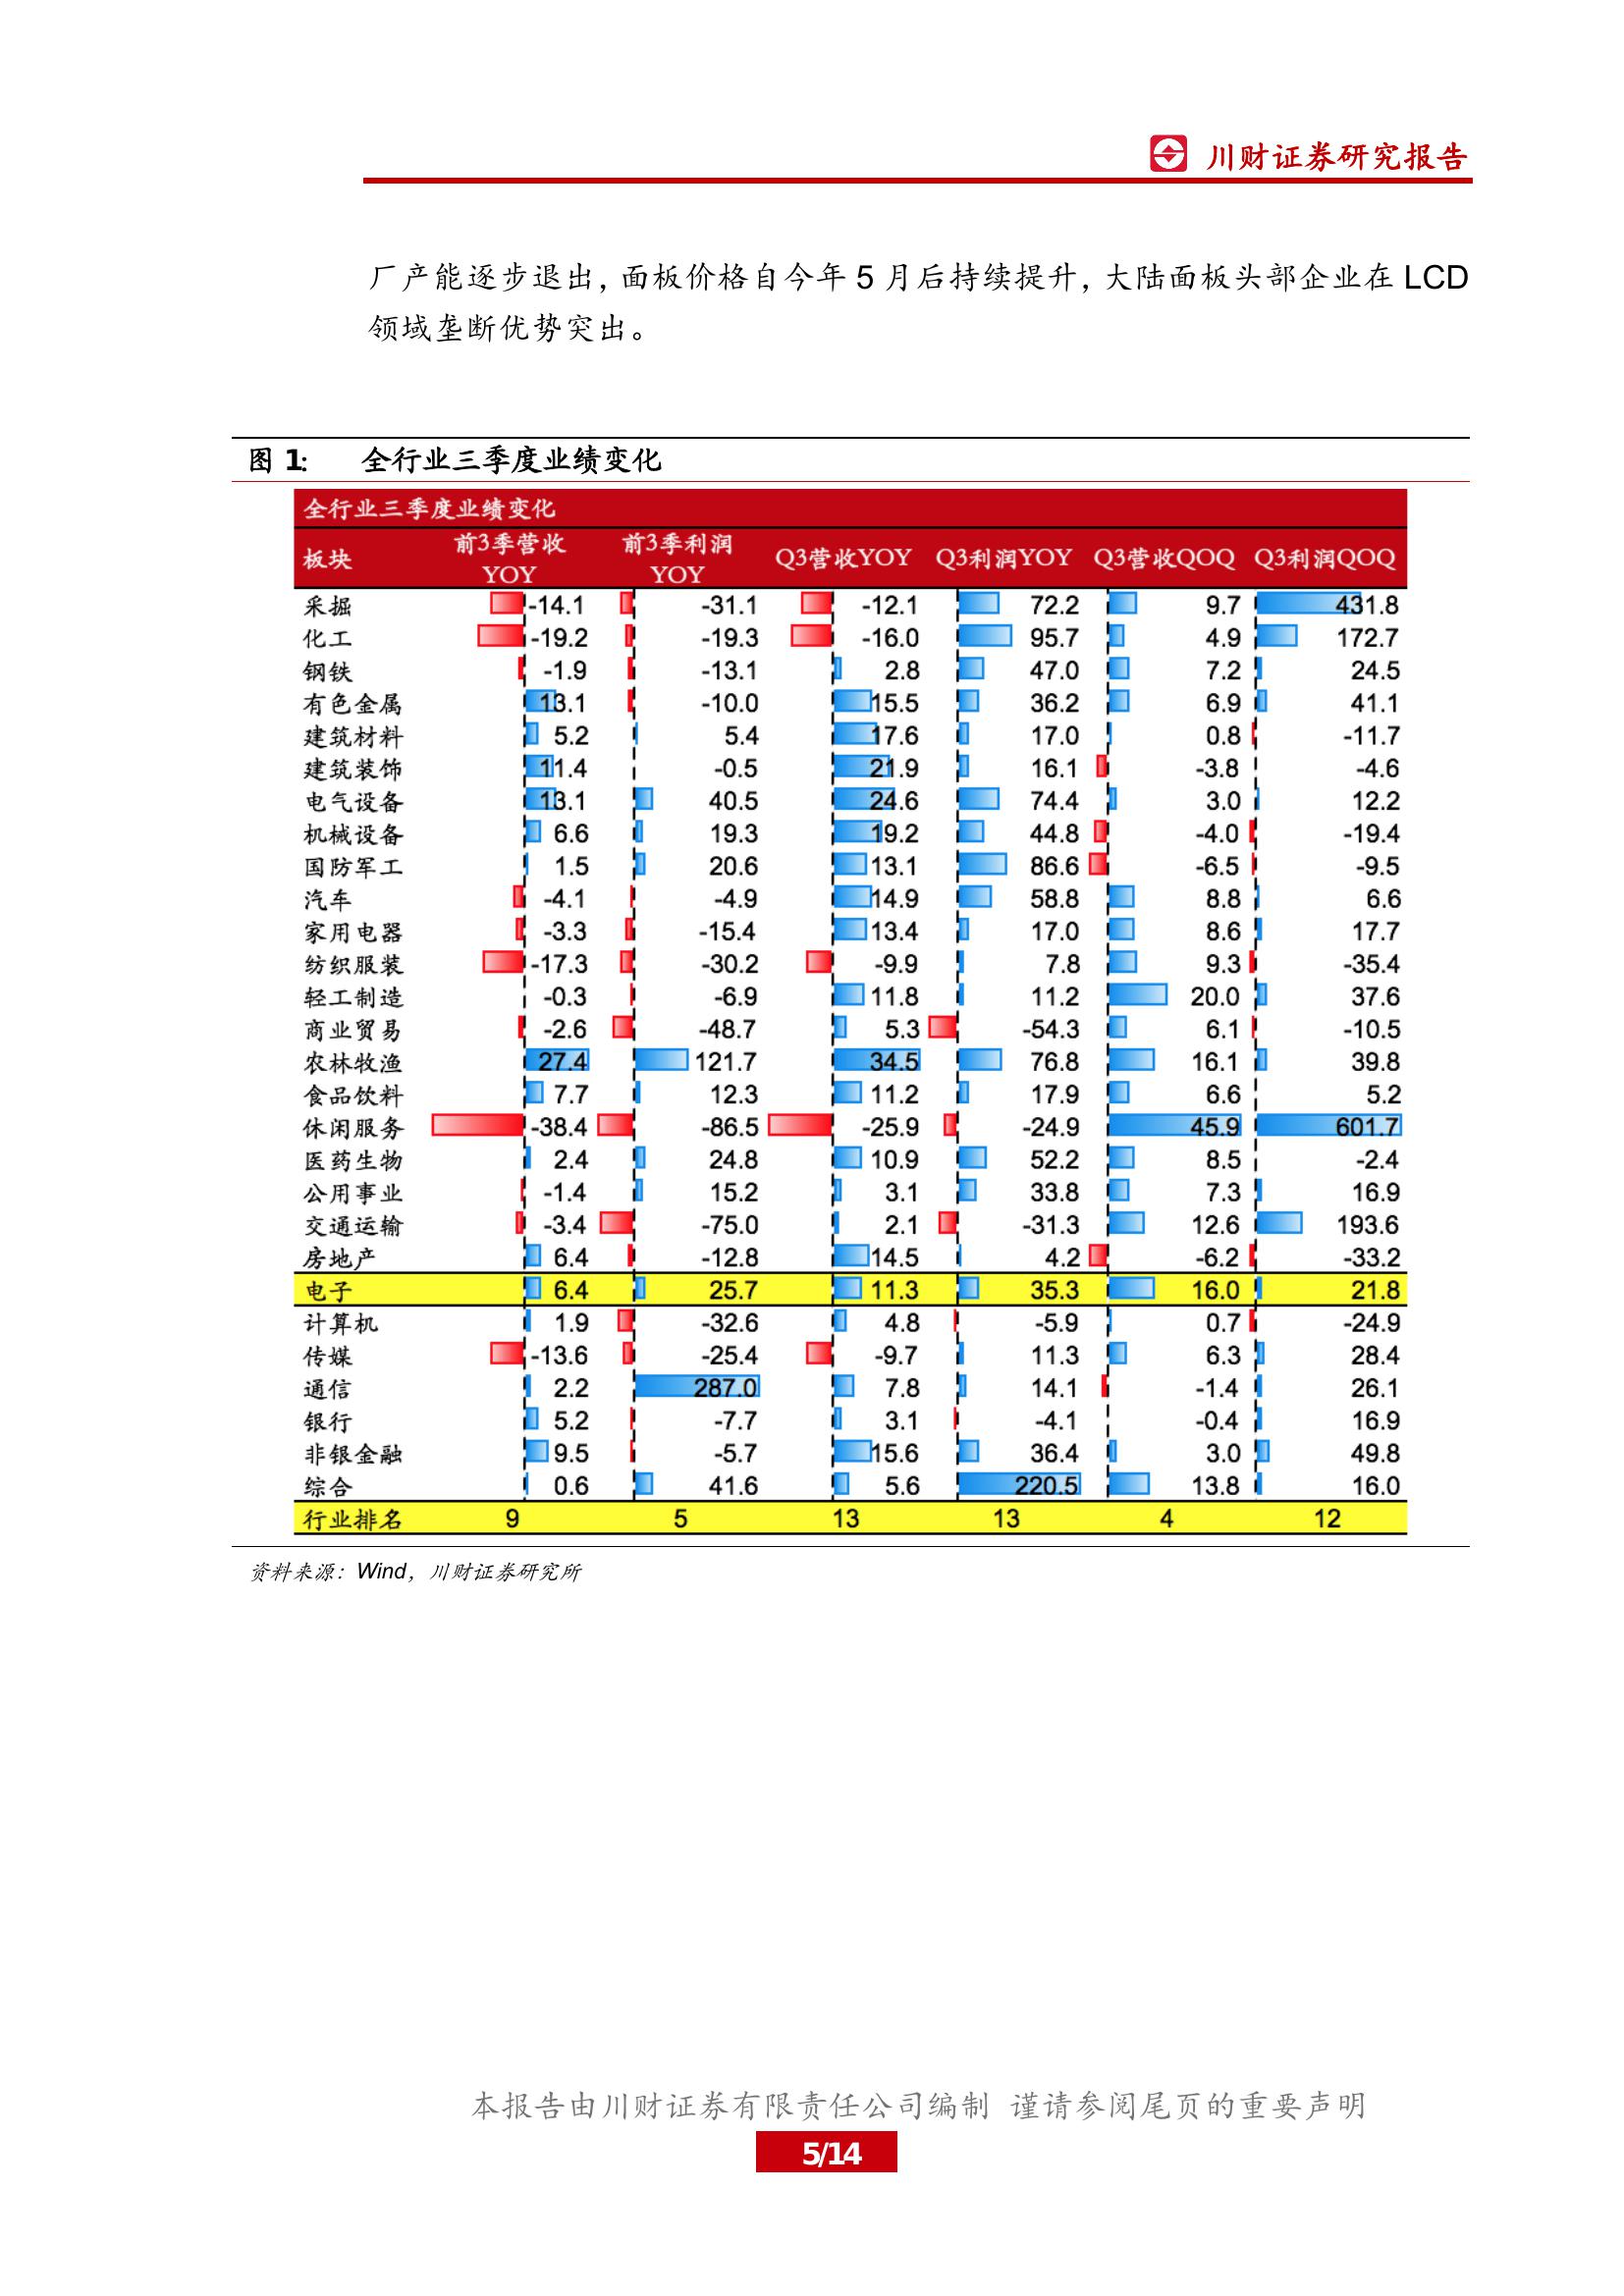 川财证券研究报告
厂产能逐步退出，面板价格自今年 5 月后持续提升，大陆面板头部企业在 LCD
领域垄断优势突出。
图 1: 全行业三季度业绩变化
全行业三季度业绩变化
板块 前3季营收YOY 前3季利润YOY Q3营收YOY Q3利润YOY Q3营收QOQ Q3利润QOQ
采掘 -14.1 -31.1 -12.1 72.2 9.7 431.8
化工 -19.2 -19.3 -16.0 95.7 4.9 172.7
钢铁 -1.9 -13.1 2.8 47.0 7.2 24.5
有色金属 13.1 -10.0 15.5 36.2 6.9 41.1
建筑材料 5.2 5.4 17.6 17.0 0.8 -11.7
建筑装饰 11.4 -0.5 21.9 16.1 -3.8 -4.6
电气设备 13.1 40.5 24.6 74.4 3.0 12.2
机械设备 6.6 19.3 19.2 44.8 -4.0 -19.4
国防军工 1.5 20.6 13.1 86.6 -6.5 -9.5
汽车 -4.1 -4.9 14.9 58.8 8.8 6.6
家用电器 -3.3 -15.4 13.4 17.0 8.6 17.7
纺织服装 -17.3 -30.2 -9.9 7.8 9.3 -35.4
轻工制造 -0.3 -6.9 11.8 11.2 20.0 37.6
商业贸易 -2.6 -48.7 5.3 -54.3 6.1 -10.5
农林牧渔 27.4 121.7 34.5 76.8 16.1 39.8
食品饮料 7.7 12.3 11.2 17.9 6.6 5.2
休闲服务 -38.4 -86.5 -25.9 -24.9 45.9 601.7
医药生物 2.4 24.8 10.9 52.2 8.5 -2.4
公用事业 -1.4 15.2 3.1 33.8 7.3 16.9
交通运输 -3.4 -75.0 2.1 -31.3 12.6 193.6
房地产 6.4 -12.8 14.5 4.2 -6.2 -33.2
电子 6.4 25.7 11.3 35.3 16.0 21.8
计算机 1.9 -32.6 4.8 -5.9 0.7 -24.9
传媒 -13.6 -25.4 -9.7 11.3 6.3 28.4
通信 2.2 287.0 7.8 14.1 -1.4 26.1
银行 5.2 -7.7 3.1 -4.1 -0.4 16.9
非银金融 9.5 -5.7 15.6 36.4 3.0 49.8
综合 0.6 41.6 5.6 220.5 13.8 16.0
行业排名 9 5 13 13 4 12
资料来源：Wind，川财证券研究所
本报告由川财证券有限责任公司编制 谨请参阅尾页的重要声明
5/14